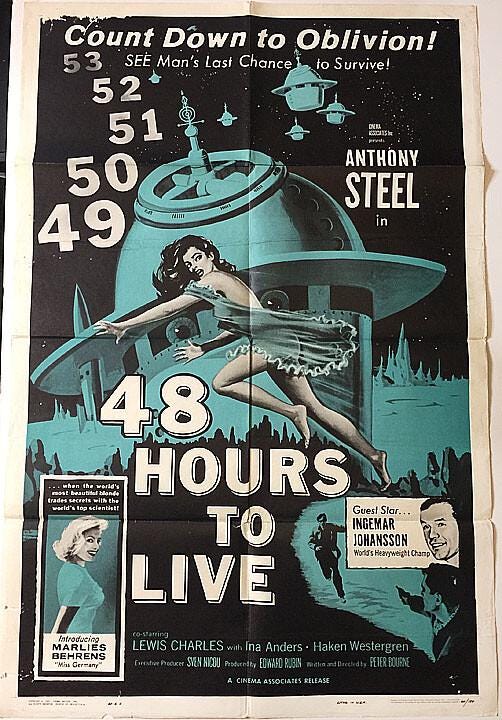 Count Down to Oblivion!
SEE Man's Last Chance to Survive!
53
52
51
50
49
CINEMA
ASSOCIATES Inc
presents
ANTHONY
STEEL
in
48
HOURS
TO
LIVE
. . . when the world's
most beautiful blonde
trades secrets with the
world's top scientist!
Introducing
MARLIES
BEHRENS
"Miss Germany"
Guest Star...
INGEMAR
JOHANSSON
World's Heavyweight Champ
co-starring
LEWIS CHARLES with Ina Anders · Haken Westergren
Executive Producer SVEN NICOU Produced by EDWARD RUBIN Written and Directed by PETER BOURNE
A CINEMA ASSOCIATES RELEASE
LITHO. IN U.S.A.